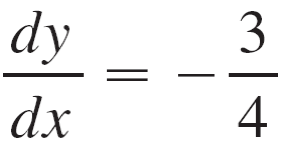 dy/dx = -3/4